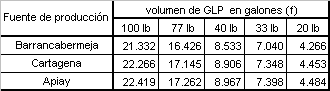 Fuente de producción volumen de GLP en galones (f)
100 lb 77 lb 40 lb 33 lb 20 lb
Barrancabermeja 21.332 16.426 8.533 7.040 4.266
Cartagena 22.266 17.145 8.906 7.348 4.453
Apiay 22.419 17.262 8.967 7.398 4.484